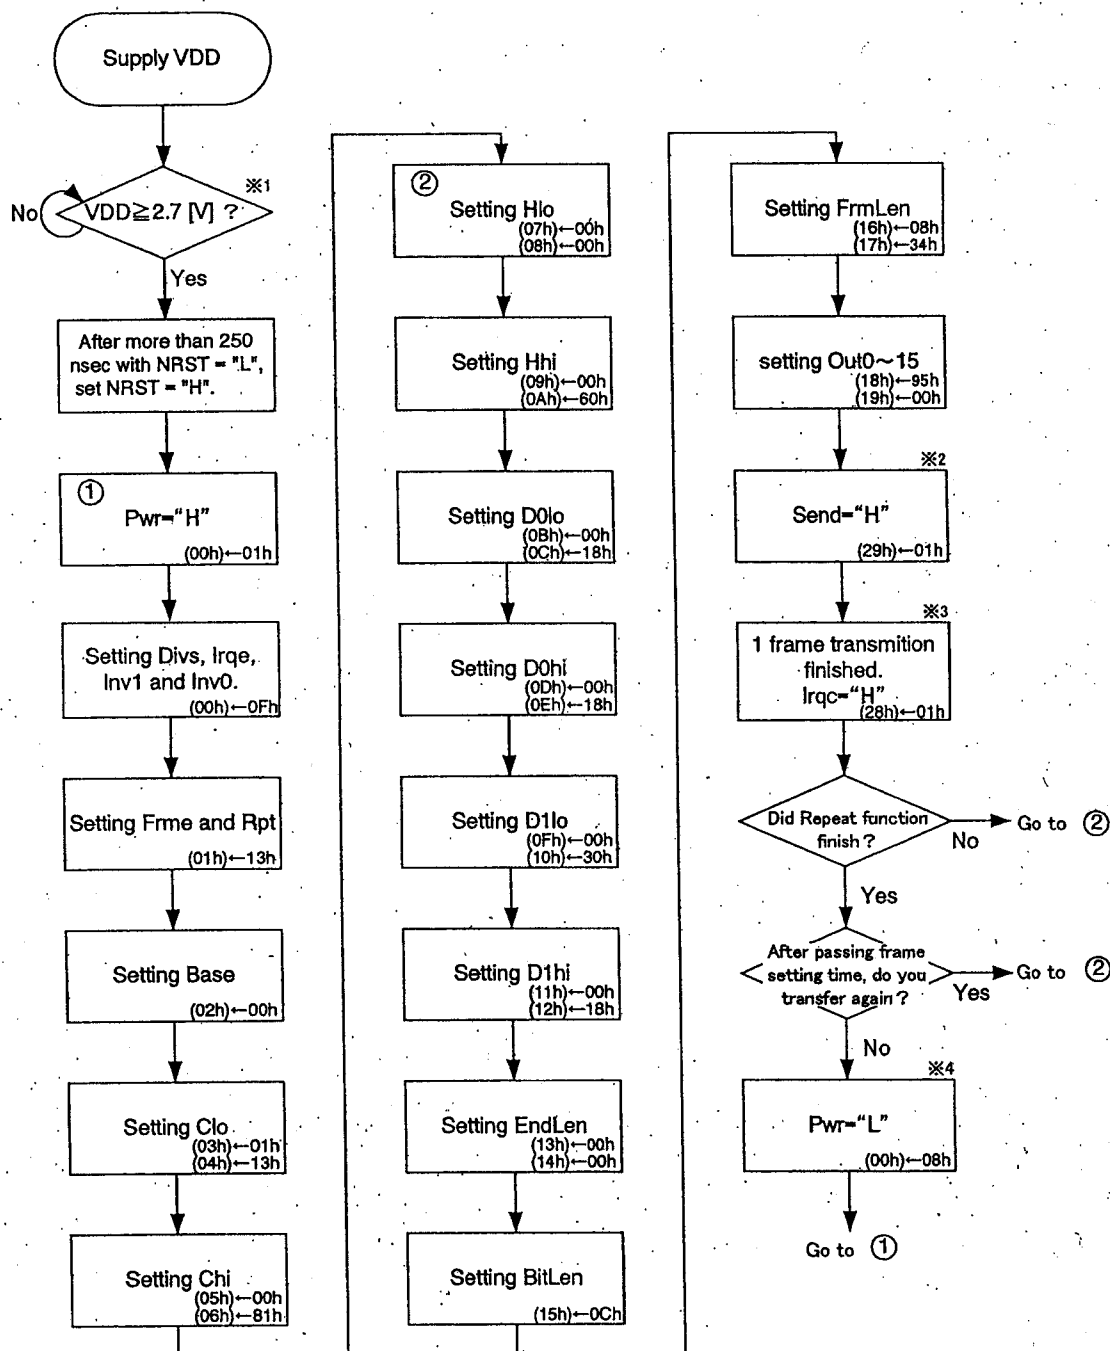 Supply VDD
※1
VDD≧2.7 [V] ?
No
Yes
After more than 250
nsec with NRST = "L",
set NRST = "H".
①
Pwr="H"
(00h)←01h
Setting Divs, Irqe,
Inv1 and Inv0.
(00h)←0Fh
Setting Frme and Rpt
(01h)←13h
Setting Base
(02h)←00h
Setting Clo
(03h)←01h
(04h)←13h
Setting Chi
(05h)←00h
(06h)←81h
②
Setting Hlo
(07h)←00h
(08h)←00h
Setting Hhi
(09h)←00h
(0Ah)←60h
Setting D0lo
(0Bh)←00h
(0Ch)←18h
Setting D0hi
(0Dh)←00h
(0Eh)←18h
Setting D1lo
(0Fh)←00h
(10h)←30h
Setting D1hi
(11h)←00h
(12h)←18h
Setting EndLen
(13h)←00h
(14h)←00h
Setting BitLen
(15h)←0Ch
Setting FrmLen
(16h)←08h
(17h)←34h
setting Out0～15
(18h)←95h
(19h)←00h
※2
Send="H"
(29h)←01h
※3
1 frame transmition
finished.
Irqc="H"
(28h)←01h
Did Repeat function
finish ?
No
Go to ②
Yes
After passing frame
setting time, do you
transfer again ?
Yes
Go to ②
No
※4
Pwr="L"
(00h)←08h
Go to ①